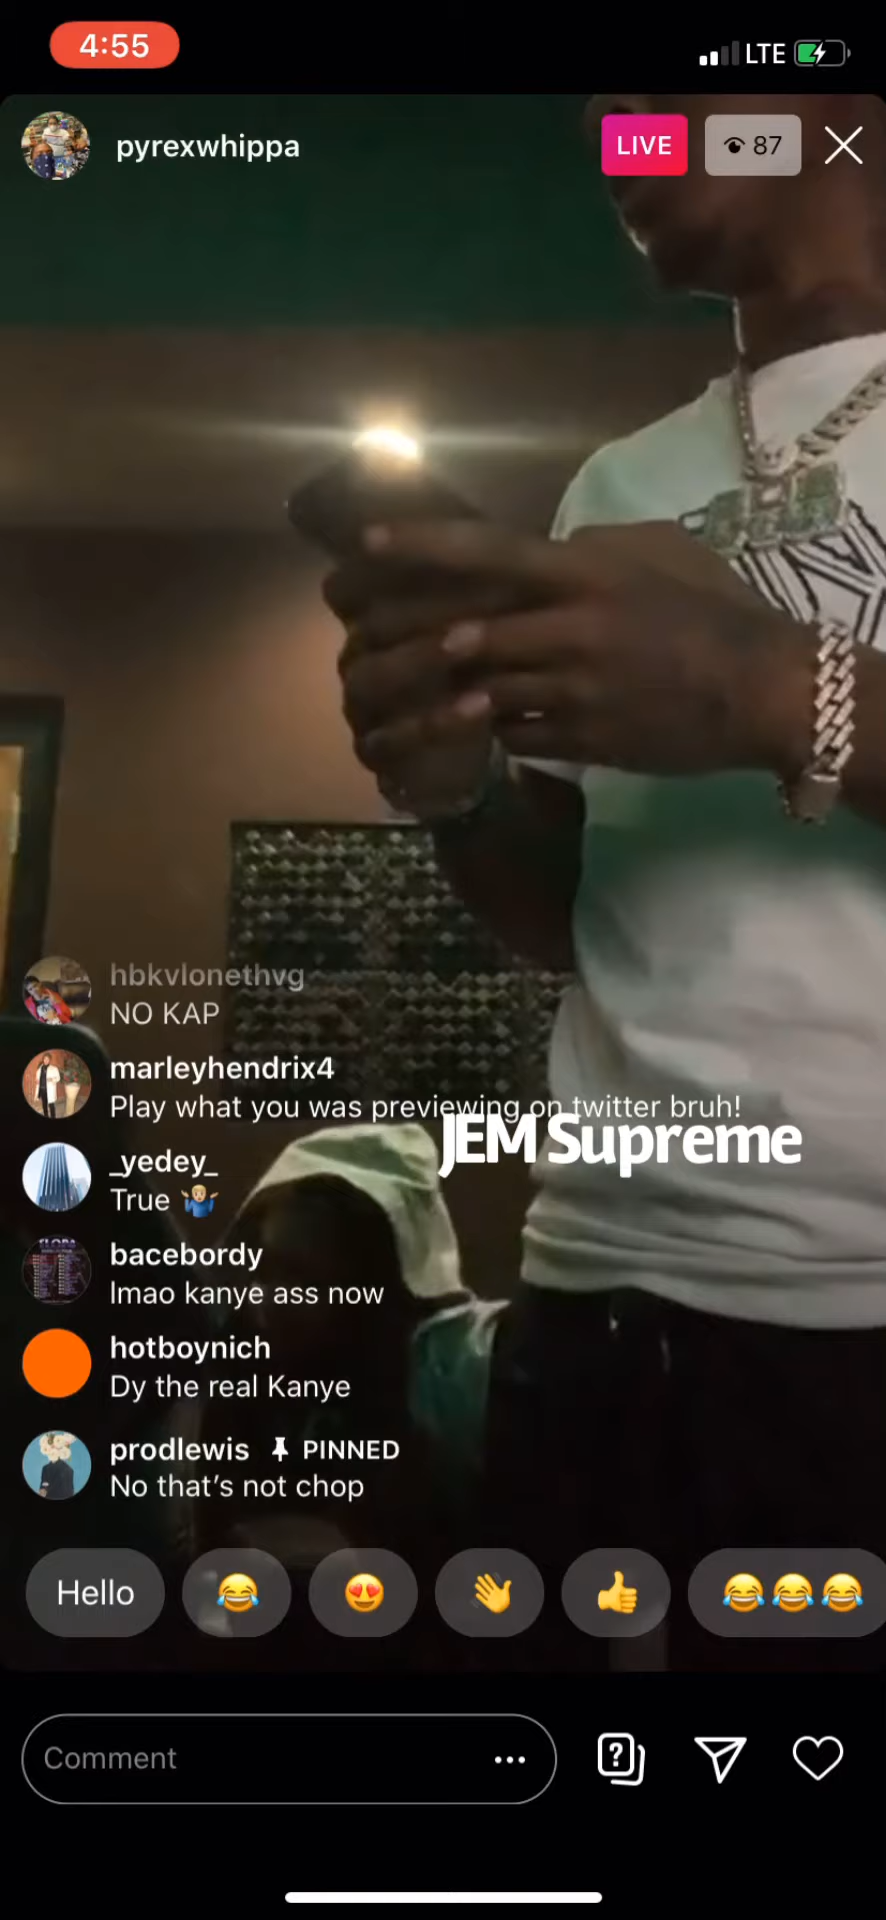 4:55
LTE
pyrexwhippa
LIVE
87
hbkvlonethvg
NO KAP
marleyhendrix4
Play what you was previewing on twitter bruh!
JEM Supreme
_yedey_
True 🤷🏼‍♂️
bacebordy
lmao kanye ass now
hotboynich
Dy the real Kanye
prodlewis PINNED
No that's not chop
Hello 😂 😍 👋 👍 😂😂😂
Comment